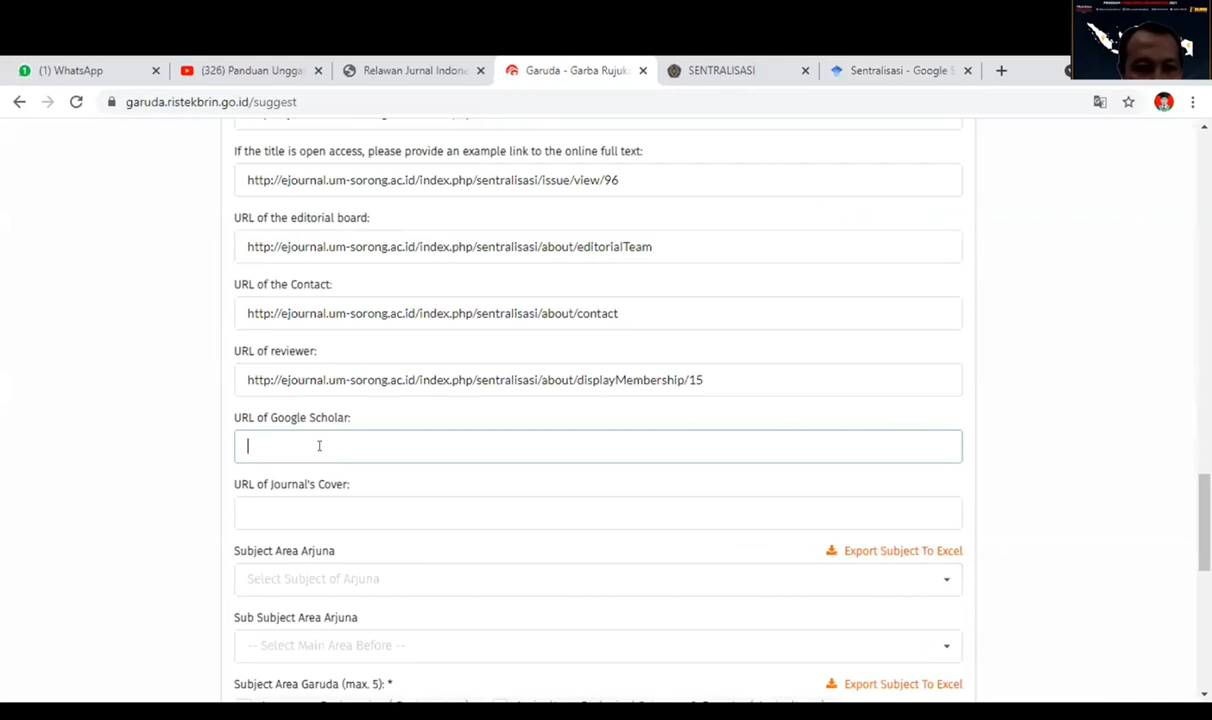 (1) WhatsApp
(326) Panduan Ungga
Relawan Jurnal Indone
Garuda - Garba Rujuk
SENTRALISASI
Sentralisasi - Google S
garuda.ristekbrin.go.id/suggest
If the title is open access, please provide an example link to the online full text:
http://ejournal.um-sorong.ac.id/index.php/sentralisasi/issue/view/96
URL of the editorial board:
http://ejournal.um-sorong.ac.id/index.php/sentralisasi/about/editorialTeam
URL of the Contact:
http://ejournal.um-sorong.ac.id/index.php/sentralisasi/about/contact
URL of reviewer:
http://ejournal.um-sorong.ac.id/index.php/sentralisasi/about/displayMembership/15
URL of Google Scholar:
URL of Journal's Cover:
Subject Area Arjuna
Export Subject To Excel
Select Subject of Arjuna
Sub Subject Area Arjuna
-- Select Main Area Before --
Subject Area Garuda (max. 5): *
Export Subject To Excel